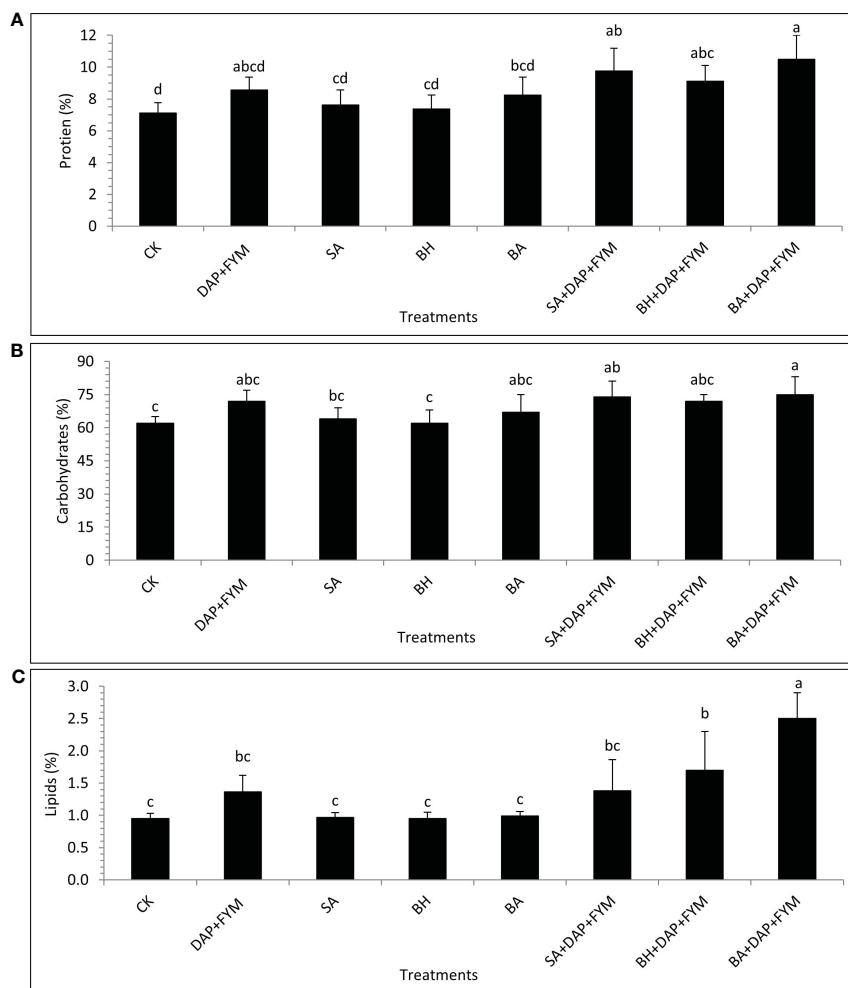 A
12
10
8
6
4
2
0
Protien (%)
d
abcd
cd
cd
bcd
ab
abc
a
CK
DAP+FYM
SA
BH
BA
SA+DAP+FYM
BH+DAP+FYM
BA+DAP+FYM
Treatments
B
90
75
60
45
30
15
0
Carbohydrates (%)
c
abc
bc
c
abc
ab
abc
a
CK
DAP+FYM
SA
BH
BA
SA+DAP+FYM
BH+DAP+FYM
BA+DAP+FYM
Treatments
C
3.0
2.5
2.0
1.5
1.0
0.5
0.0
Lipids (%)
c
bc
c
c
c
bc
b
a
CK
DAP+FYM
SA
BH
BA
SA+DAP+FYM
BH+DAP+FYM
BA+DAP+FYM
Treatments